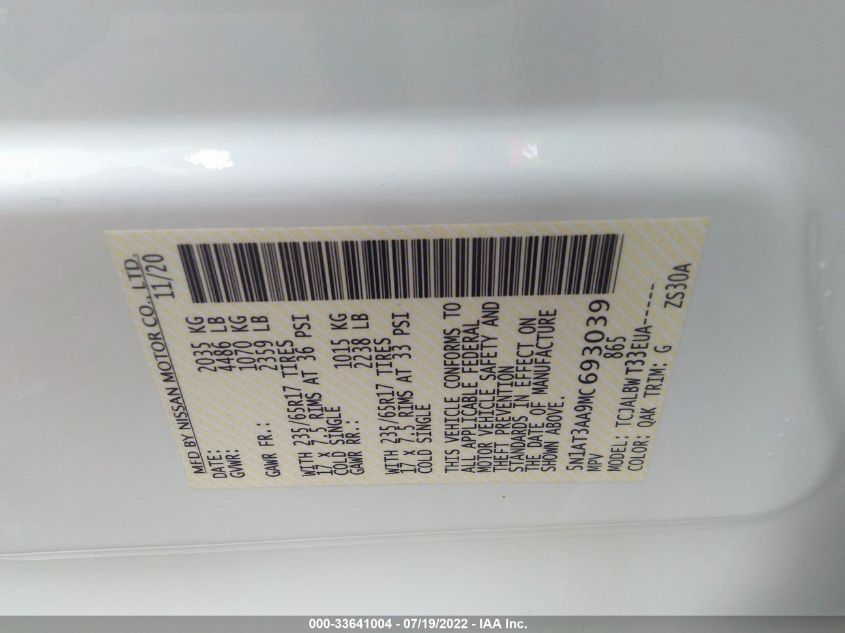 MFD BY NISSAN MOTOR CO., LTD.
DATE: 11/20
GVWR: 2035 KG
4486 LB
GAWR FR.: 1070 KG
2359 LB
WITH 235/65R17 TIRES
17 X 7.5 RIMS AT 36 PSI
COLD SINGLE
GAWR RR.: 1015 KG
2238 LB
WITH 235/65R17 TIRES
17 X 7.5 RIMS AT 33 PSI
COLD SINGLE
THIS VEHICLE CONFORMS TO
ALL APPLICABLE FEDERAL
MOTOR VEHICLE SAFETY AND
THEFT PREVENTION
STANDARDS IN EFFECT ON
THE DATE OF MANUFACTURE
SHOWN ABOVE.
5N1AT3AA9MC693039
MPV 865
MODEL: TCJALBWT33EUA-----
COLOR: QAK TRIM: G ZS30A
000-33641004 - 07/19/2022 - IAA Inc.